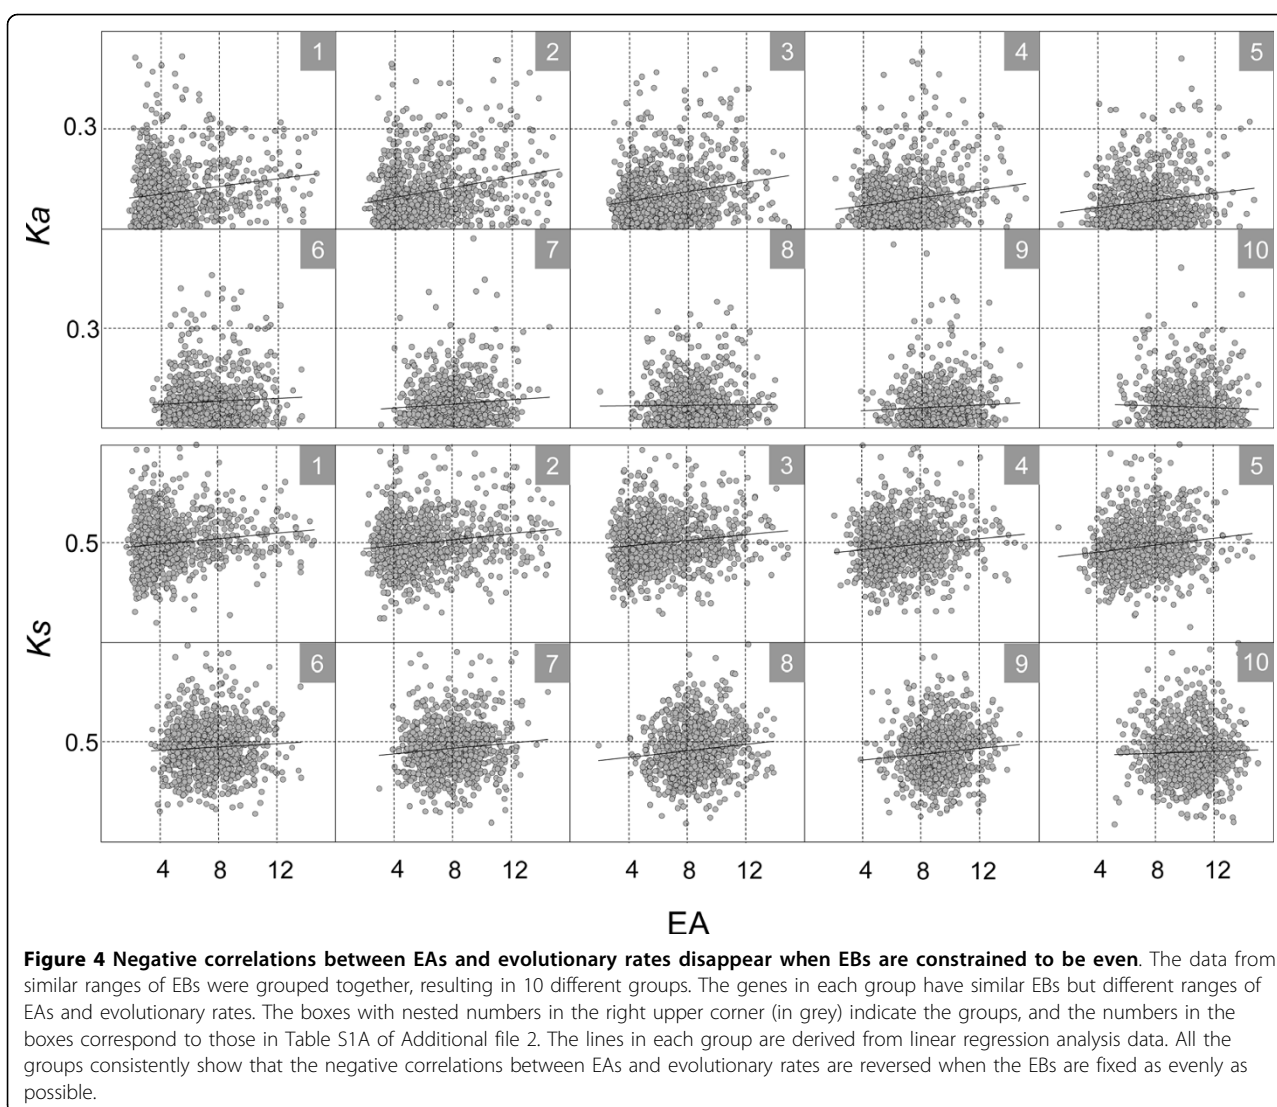 1 2 3 4 5
0.3
Ka
6 7 8 9 10
0.3
1 2 3 4 5
0.5
Ks
6 7 8 9 10
0.5
4 8 12 4 8 12 4 8 12 4 8 12 4 8 12
EA
Figure 4 Negative correlations between EAs and evolutionary rates disappear when EBs are constrained to be even. The data from
similar ranges of EBs were grouped together, resulting in 10 different groups. The genes in each group have similar EBs but different ranges of
EAs and evolutionary rates. The boxes with nested numbers in the right upper corner (in grey) indicate the groups, and the numbers in the
boxes correspond to those in Table S1A of Additional file 2. The lines in each group are derived from linear regression analysis data. All the
groups consistently show that the negative correlations between EAs and evolutionary rates are reversed when the EBs are fixed as evenly as
possible.